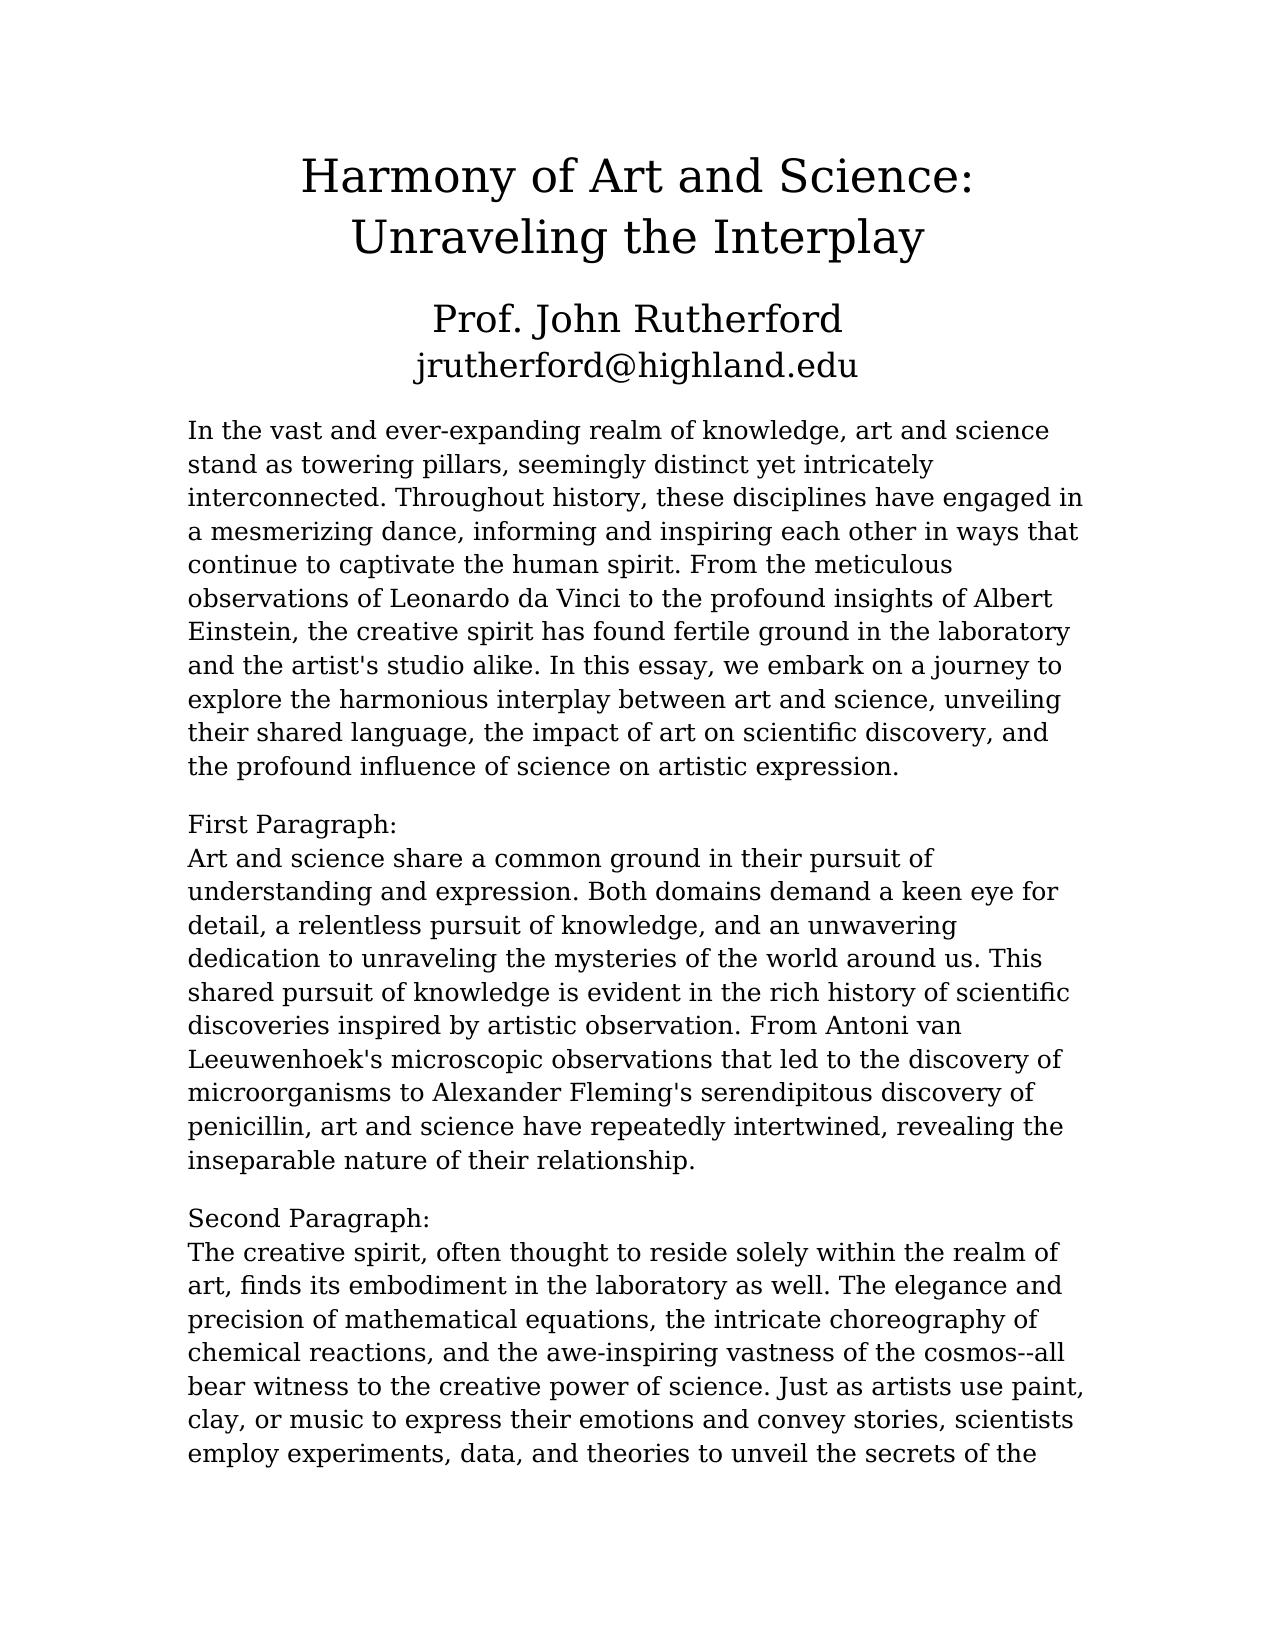 Harmony of Art and Science:
Unraveling the Interplay
Prof. John Rutherford
jrutherford@highland.edu
In the vast and ever-expanding realm of knowledge, art and science
stand as towering pillars, seemingly distinct yet intricately
interconnected. Throughout history, these disciplines have engaged in
a mesmerizing dance, informing and inspiring each other in ways that
continue to captivate the human spirit. From the meticulous
observations of Leonardo da Vinci to the profound insights of Albert
Einstein, the creative spirit has found fertile ground in the laboratory
and the artist's studio alike. In this essay, we embark on a journey to
explore the harmonious interplay between art and science, unveiling
their shared language, the impact of art on scientific discovery, and
the profound influence of science on artistic expression.
First Paragraph:
Art and science share a common ground in their pursuit of
understanding and expression. Both domains demand a keen eye for
detail, a relentless pursuit of knowledge, and an unwavering
dedication to unraveling the mysteries of the world around us. This
shared pursuit of knowledge is evident in the rich history of scientific
discoveries inspired by artistic observation. From Antoni van
Leeuwenhoek's microscopic observations that led to the discovery of
microorganisms to Alexander Fleming's serendipitous discovery of
penicillin, art and science have repeatedly intertwined, revealing the
inseparable nature of their relationship.
Second Paragraph:
The creative spirit, often thought to reside solely within the realm of
art, finds its embodiment in the laboratory as well. The elegance and
precision of mathematical equations, the intricate choreography of
chemical reactions, and the awe-inspiring vastness of the cosmos--all
bear witness to the creative power of science. Just as artists use paint,
clay, or music to express their emotions and convey stories, scientists
employ experiments, data, and theories to unveil the secrets of the